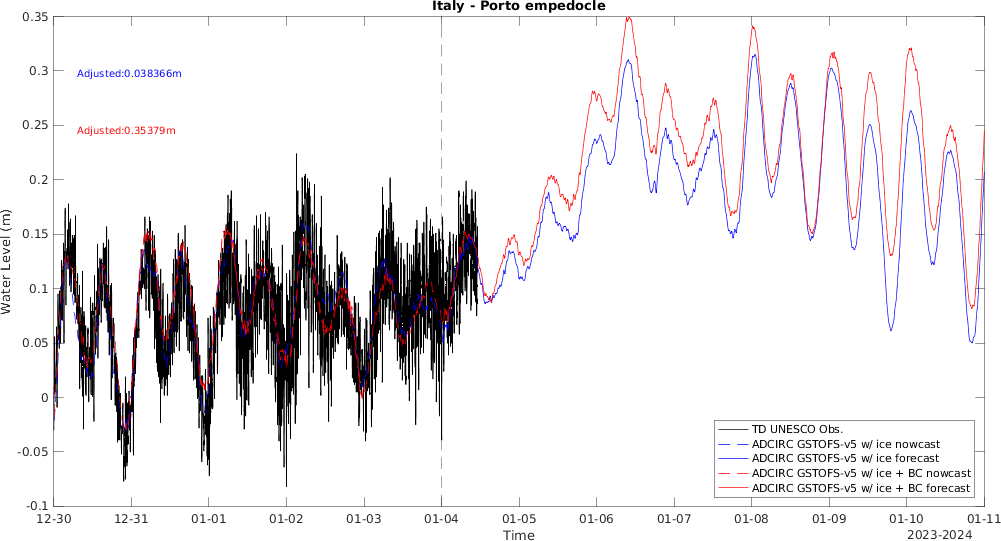 Italy - Porto empedocle
0.35
0.3
0.25
0.2
0.15
0.1
0.05
0
-0.05
-0.1
Water Level (m)
Adjusted:0.038366m
Adjusted:0.35379m
TD UNESCO Obs.
ADCIRC GSTOFS-v5 w/ ice nowcast
ADCIRC GSTOFS-v5 w/ ice forecast
ADCIRC GSTOFS-v5 w/ ice + BC nowcast
ADCIRC GSTOFS-v5 w/ ice + BC forecast
12-30 12-31 01-01 01-02 01-03 01-04 01-05 01-06 01-07 01-08 01-09 01-10 01-11
Time
2023-2024